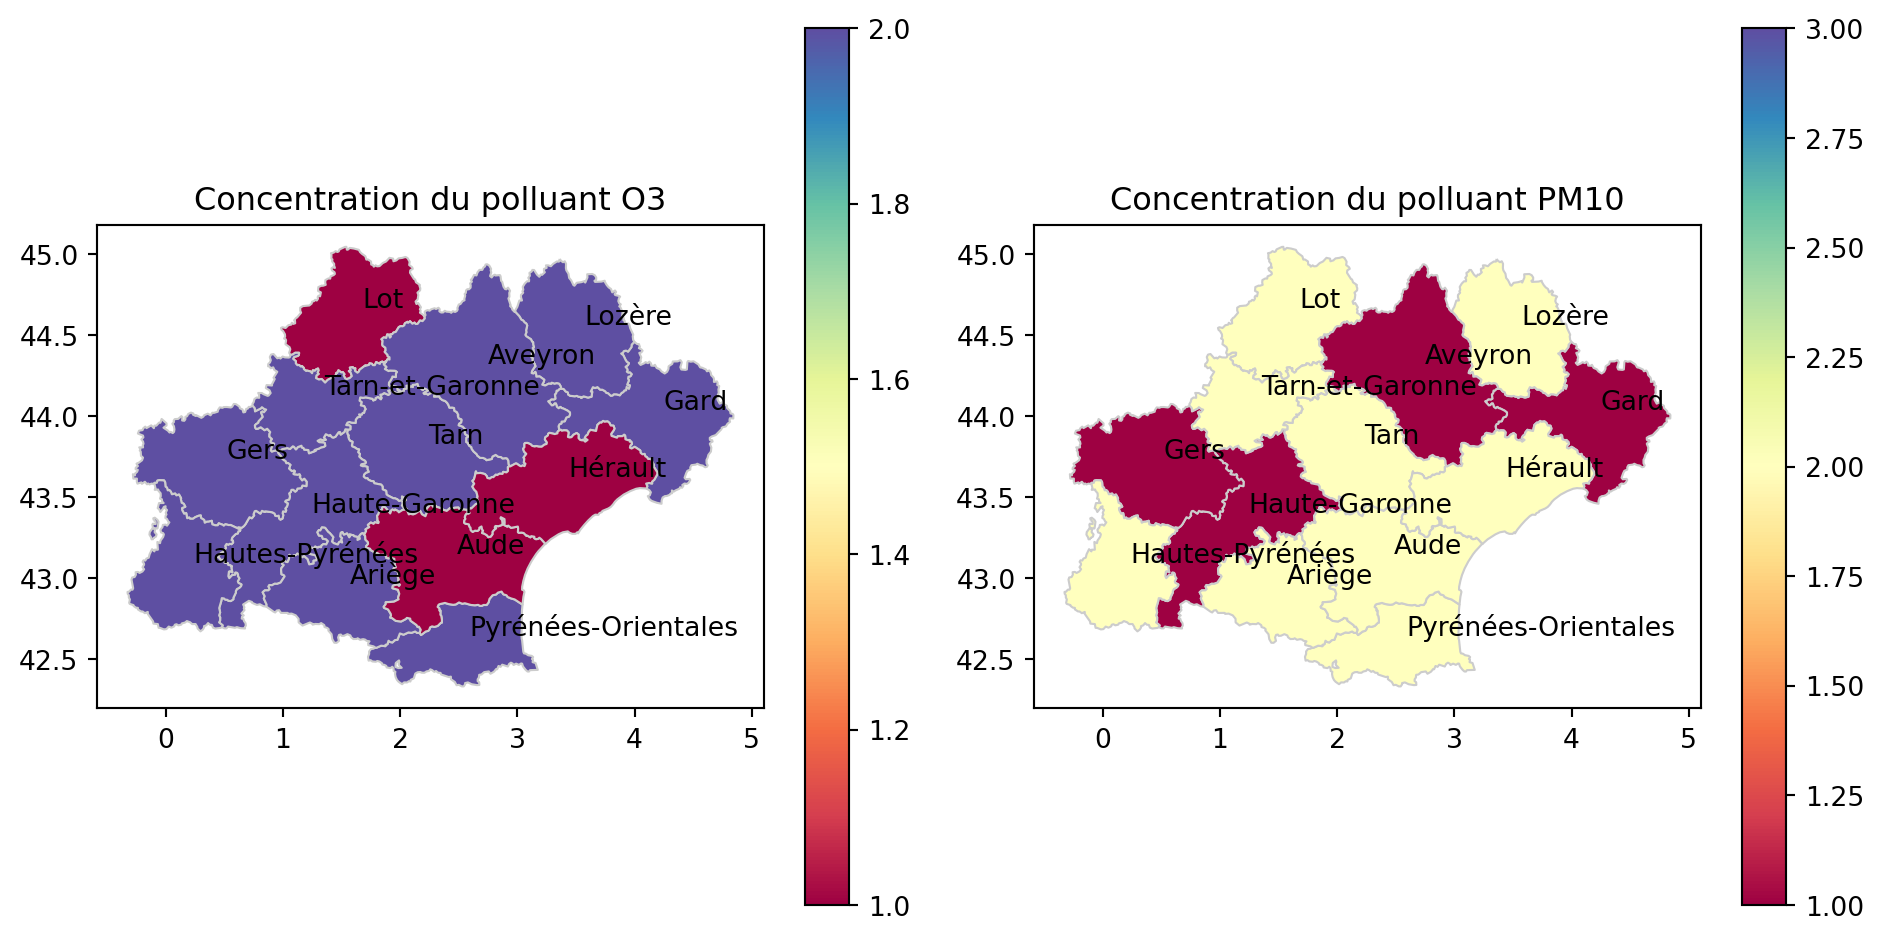 Concentration du polluant O3
45.0
44.5
44.0
43.5
43.0
42.5
0 1 2 3 4 5
Lot
Lozère
Aveyron
Tarn-et-Garonne
Gard
Tarn
Gers
Hérault
Haute-Garonne
Aude
Hautes-Pyrénées
Ariège
Pyrénées-Orientales
2.0
1.8
1.6
1.4
1.2
1.0
Concentration du polluant PM10
45.0
44.5
44.0
43.5
43.0
42.5
0 1 2 3 4 5
Lot
Lozère
Aveyron
Tarn-et-Garonne
Gard
Tarn
Gers
Hérault
Haute-Garonne
Aude
Hautes-Pyrénées
Ariège
Pyrénées-Orientales
3.00
2.75
2.50
2.25
2.00
1.75
1.50
1.25
1.00